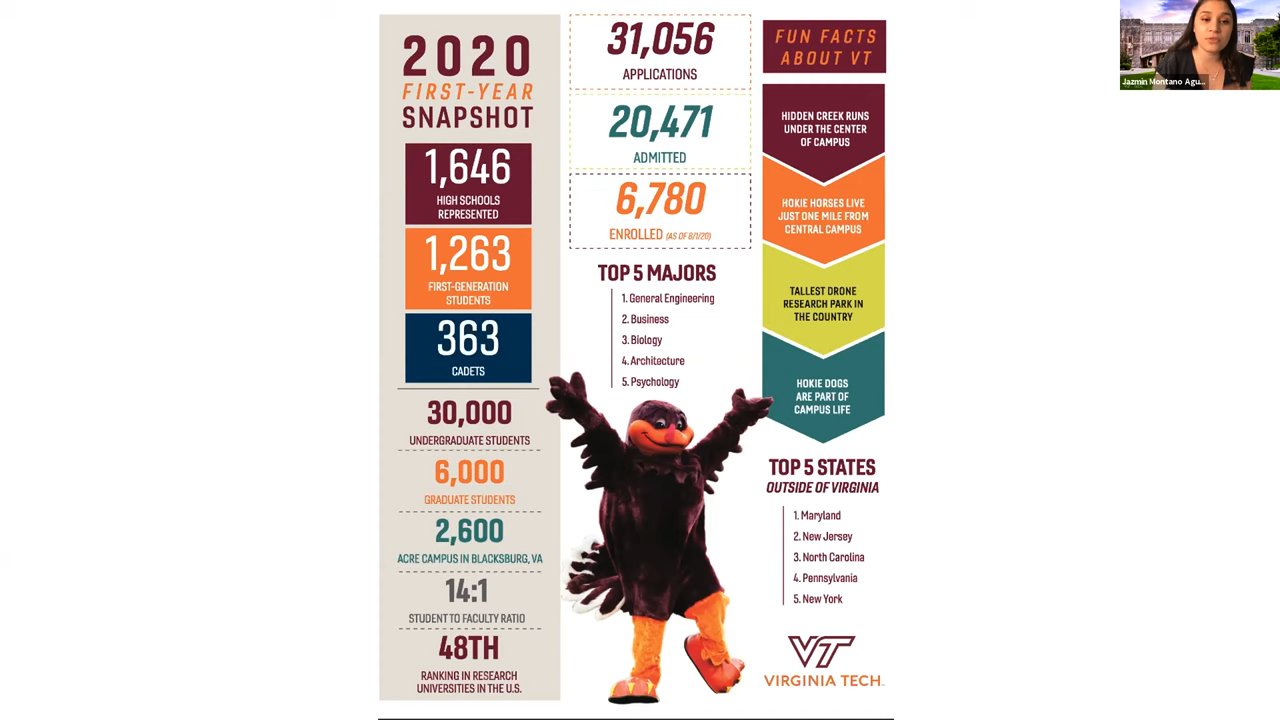 2020
FIRST-YEAR
SNAPSHOT
1,646
HIGH SCHOOLS
REPRESENTED
1,263
FIRST-GENERATION
STUDENTS
363
CADETS
30,000
UNDERGRADUATE STUDENTS
6,000
GRADUATE STUDENTS
2,600
ACRE CAMPUS IN BLACKSBURG, VA
14:1
STUDENT TO FACULTY RATIO
48TH
RANKING IN RESEARCH
UNIVERSITIES IN THE U.S.
31,056
APPLICATIONS
20,471
ADMITTED
6,780
ENROLLED (AS OF 6/1/20)
TOP 5 MAJORS
1. General Engineering
2. Business
3. Biology
4. Architecture
5. Psychology
FUN FACTS
ABOUT VT
HIDDEN CREEK RUNS
UNDER THE CENTER
OF CAMPUS
HOKIE HORSES LIVE
JUST ONE MILE FROM
CENTRAL CAMPUS
TALLEST DRONE
RESEARCH PARK IN
THE COUNTRY
HOKIE DOGS
ARE PART OF
CAMPUS LIFE
TOP 5 STATES
OUTSIDE OF VIRGINIA
1. Maryland
2. New Jersey
3. North Carolina
4. Pennsylvania
5. New York
VT
VIRGINIA TECH.
Jazmin Montano Agu...